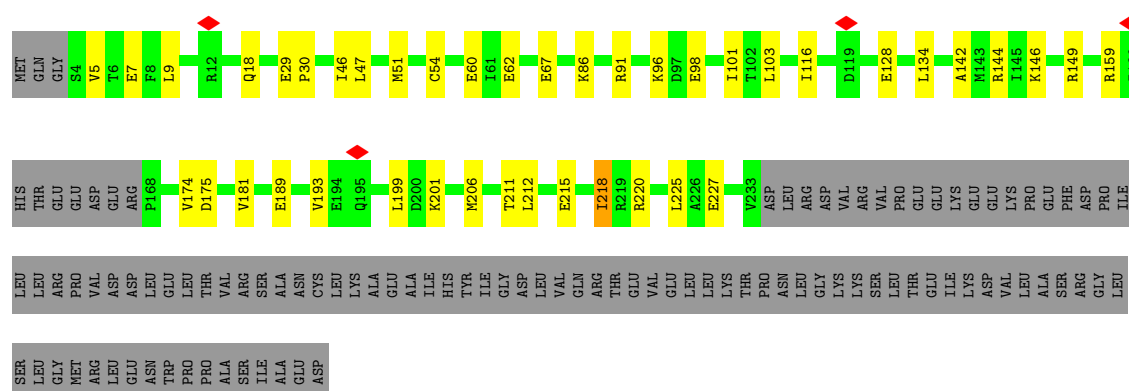 MET GLN GLY S4 V5 T6 E7 F8 L9 R12 Q18 E29 P30 I46 L47 M51 C54 E60 I61 E62 E67 K86 R91 K96 D97 E98 I101 T102 L103 I116 D119 E128 L134 A142 M143 R144 I145 K146 R149 R159
HIS THR GLU GLU ASP GLU ARG P168 V174 D175 V181 E189 V193 E194 Q195 L199 D200 K201 M206 T211 L212 E215 I218 R219 R220 L225 A226 E227 V233 ASP LEU ARG ASP VAL ARG VAL PRO GLU GLU LYS GLU GLU LYS PRO GLU PHE ASP PRO ILE
LEU LEU ARG PRO VAL ASP ASP LEU GLU LEU THR VAL ARG SER ALA ASN CYS LEU LYS ALA GLU ALA ILE HIS TYR ILE GLY ASP LEU VAL GLN ARG THR GLU VAL GLU LEU LEU LYS THR PRO ASN LEU GLY LYS LYS SER LEU THR GLU ILE LYS ASP VAL LEU ALA SER ARG GLY LEU
SER LEU GLY MET ARG LEU GLU ASN TRP PRO PRO ALA SER ILE ALA GLU ASP